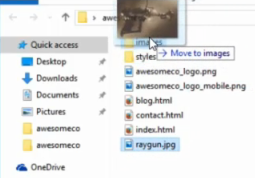 awes
images
Move to images
Quick access
styles
Desktop
awesomeco_logo.png
Downloads
awesomeco_logo_mobile.png
Documents
blog.html
Pictures
contact.html
awesomeco
index.html
awesomeco
raygun.jpg
OneDrive